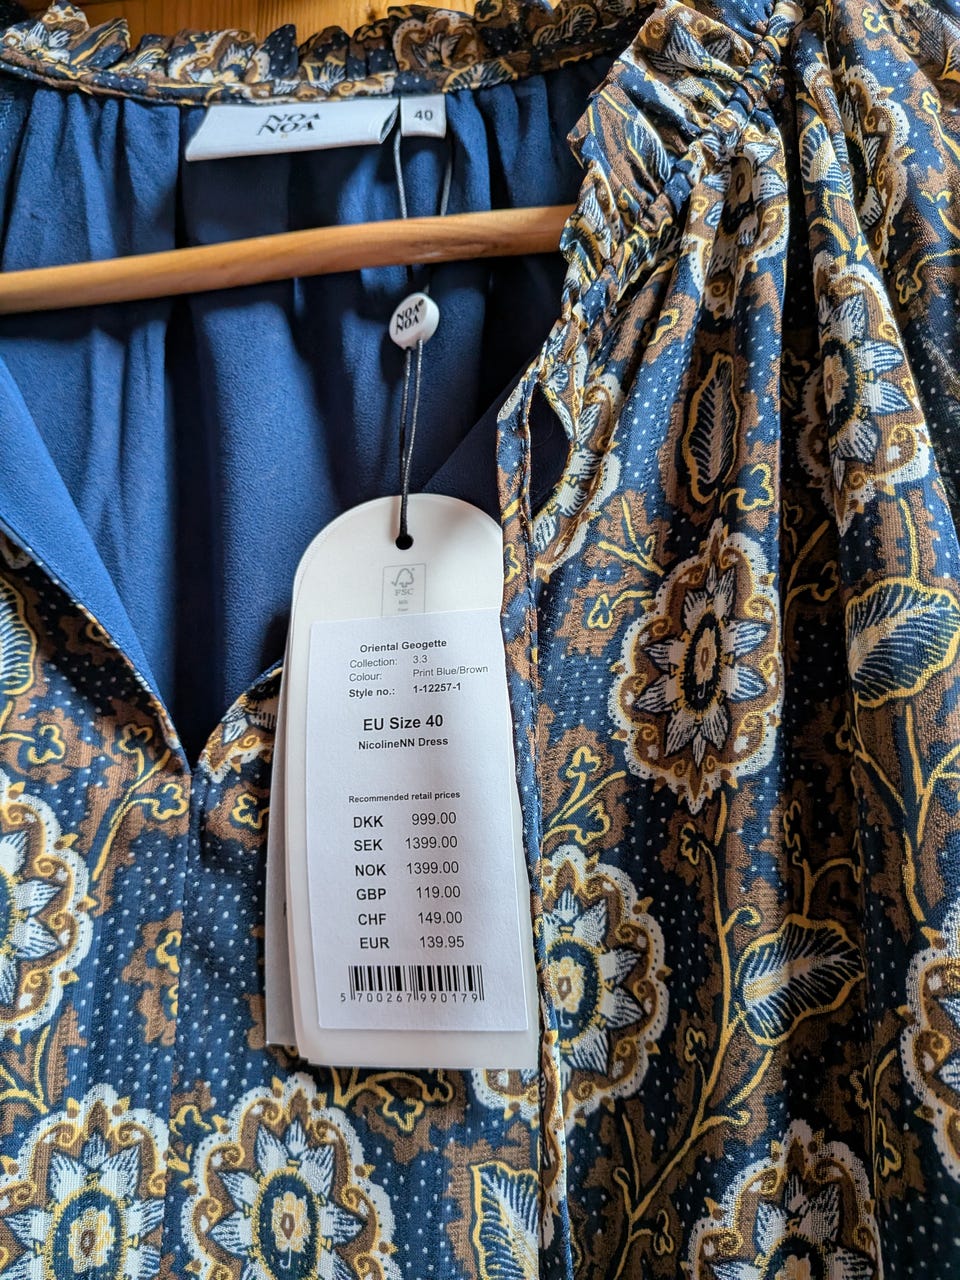 NOA
NOA
40
NOA
NOA
FSC
Oriental Geogette
Collection: 3.3
Colour: Print Blue/Brown
Style no.: 1-12257-1
EU Size 40
NicolineNN Dress
Recommended retail prices
DKK 999.00
SEK 1399.00
NOK 1399.00
GBP 119.00
CHF 149.00
EUR 139.95
5 700267 990179